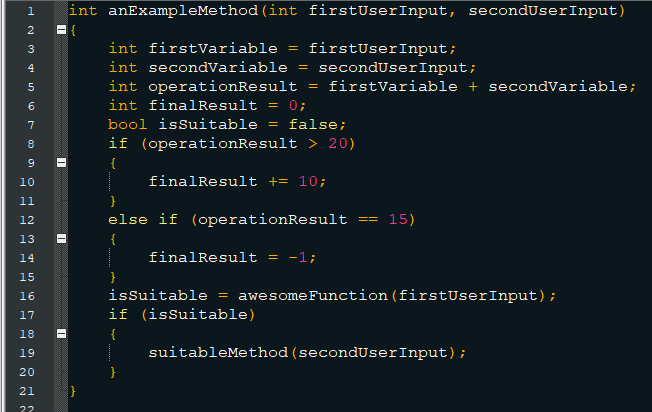 1 int anExampleMethod(int firstUserInput, secondUserInput)
2 {
3 int firstVariable = firstUserInput;
4 int secondVariable = secondUserInput;
5 int operationResult = firstVariable + secondVariable;
6 int finalResult = 0;
7 bool isSuitable = false;
8 if (operationResult > 20)
9 {
10 finalResult += 10;
11 }
12 else if (operationResult == 15)
13 {
14 finalResult = -1;
15 }
16 isSuitable = awesomeFunction(firstUserInput);
17 if (isSuitable)
18 {
19 suitableMethod(secondUserInput);
20 }
21 }
22